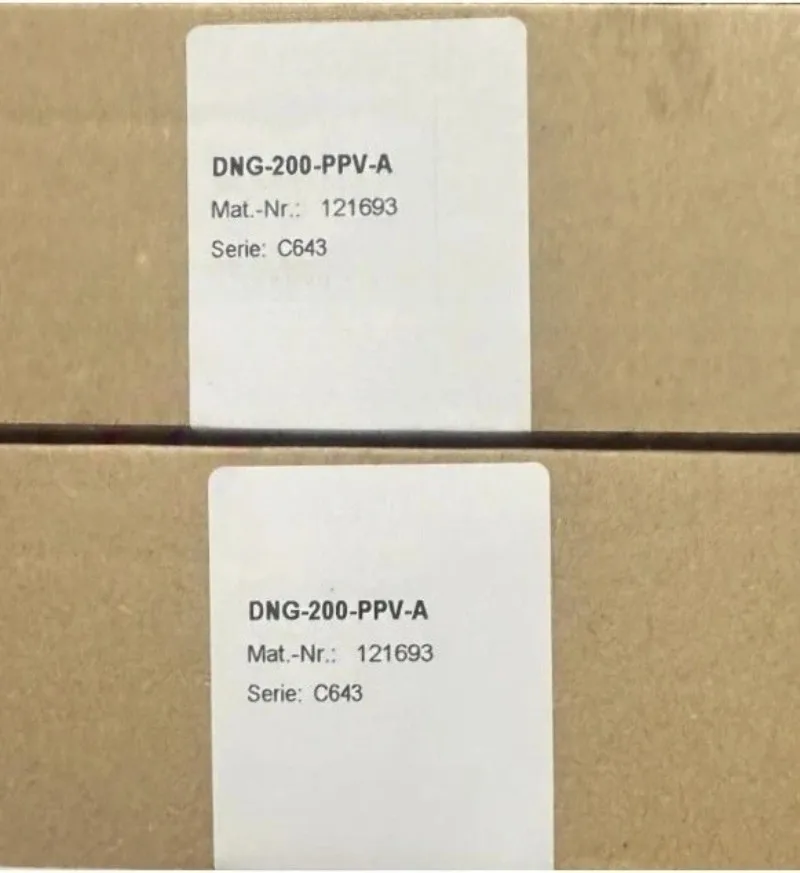 DNG-200-PPV-A
Mat.-Nr.: 121693
Serie: C643
DNG-200-PPV-A
Mat.-Nr.: 121693
Serie: C643